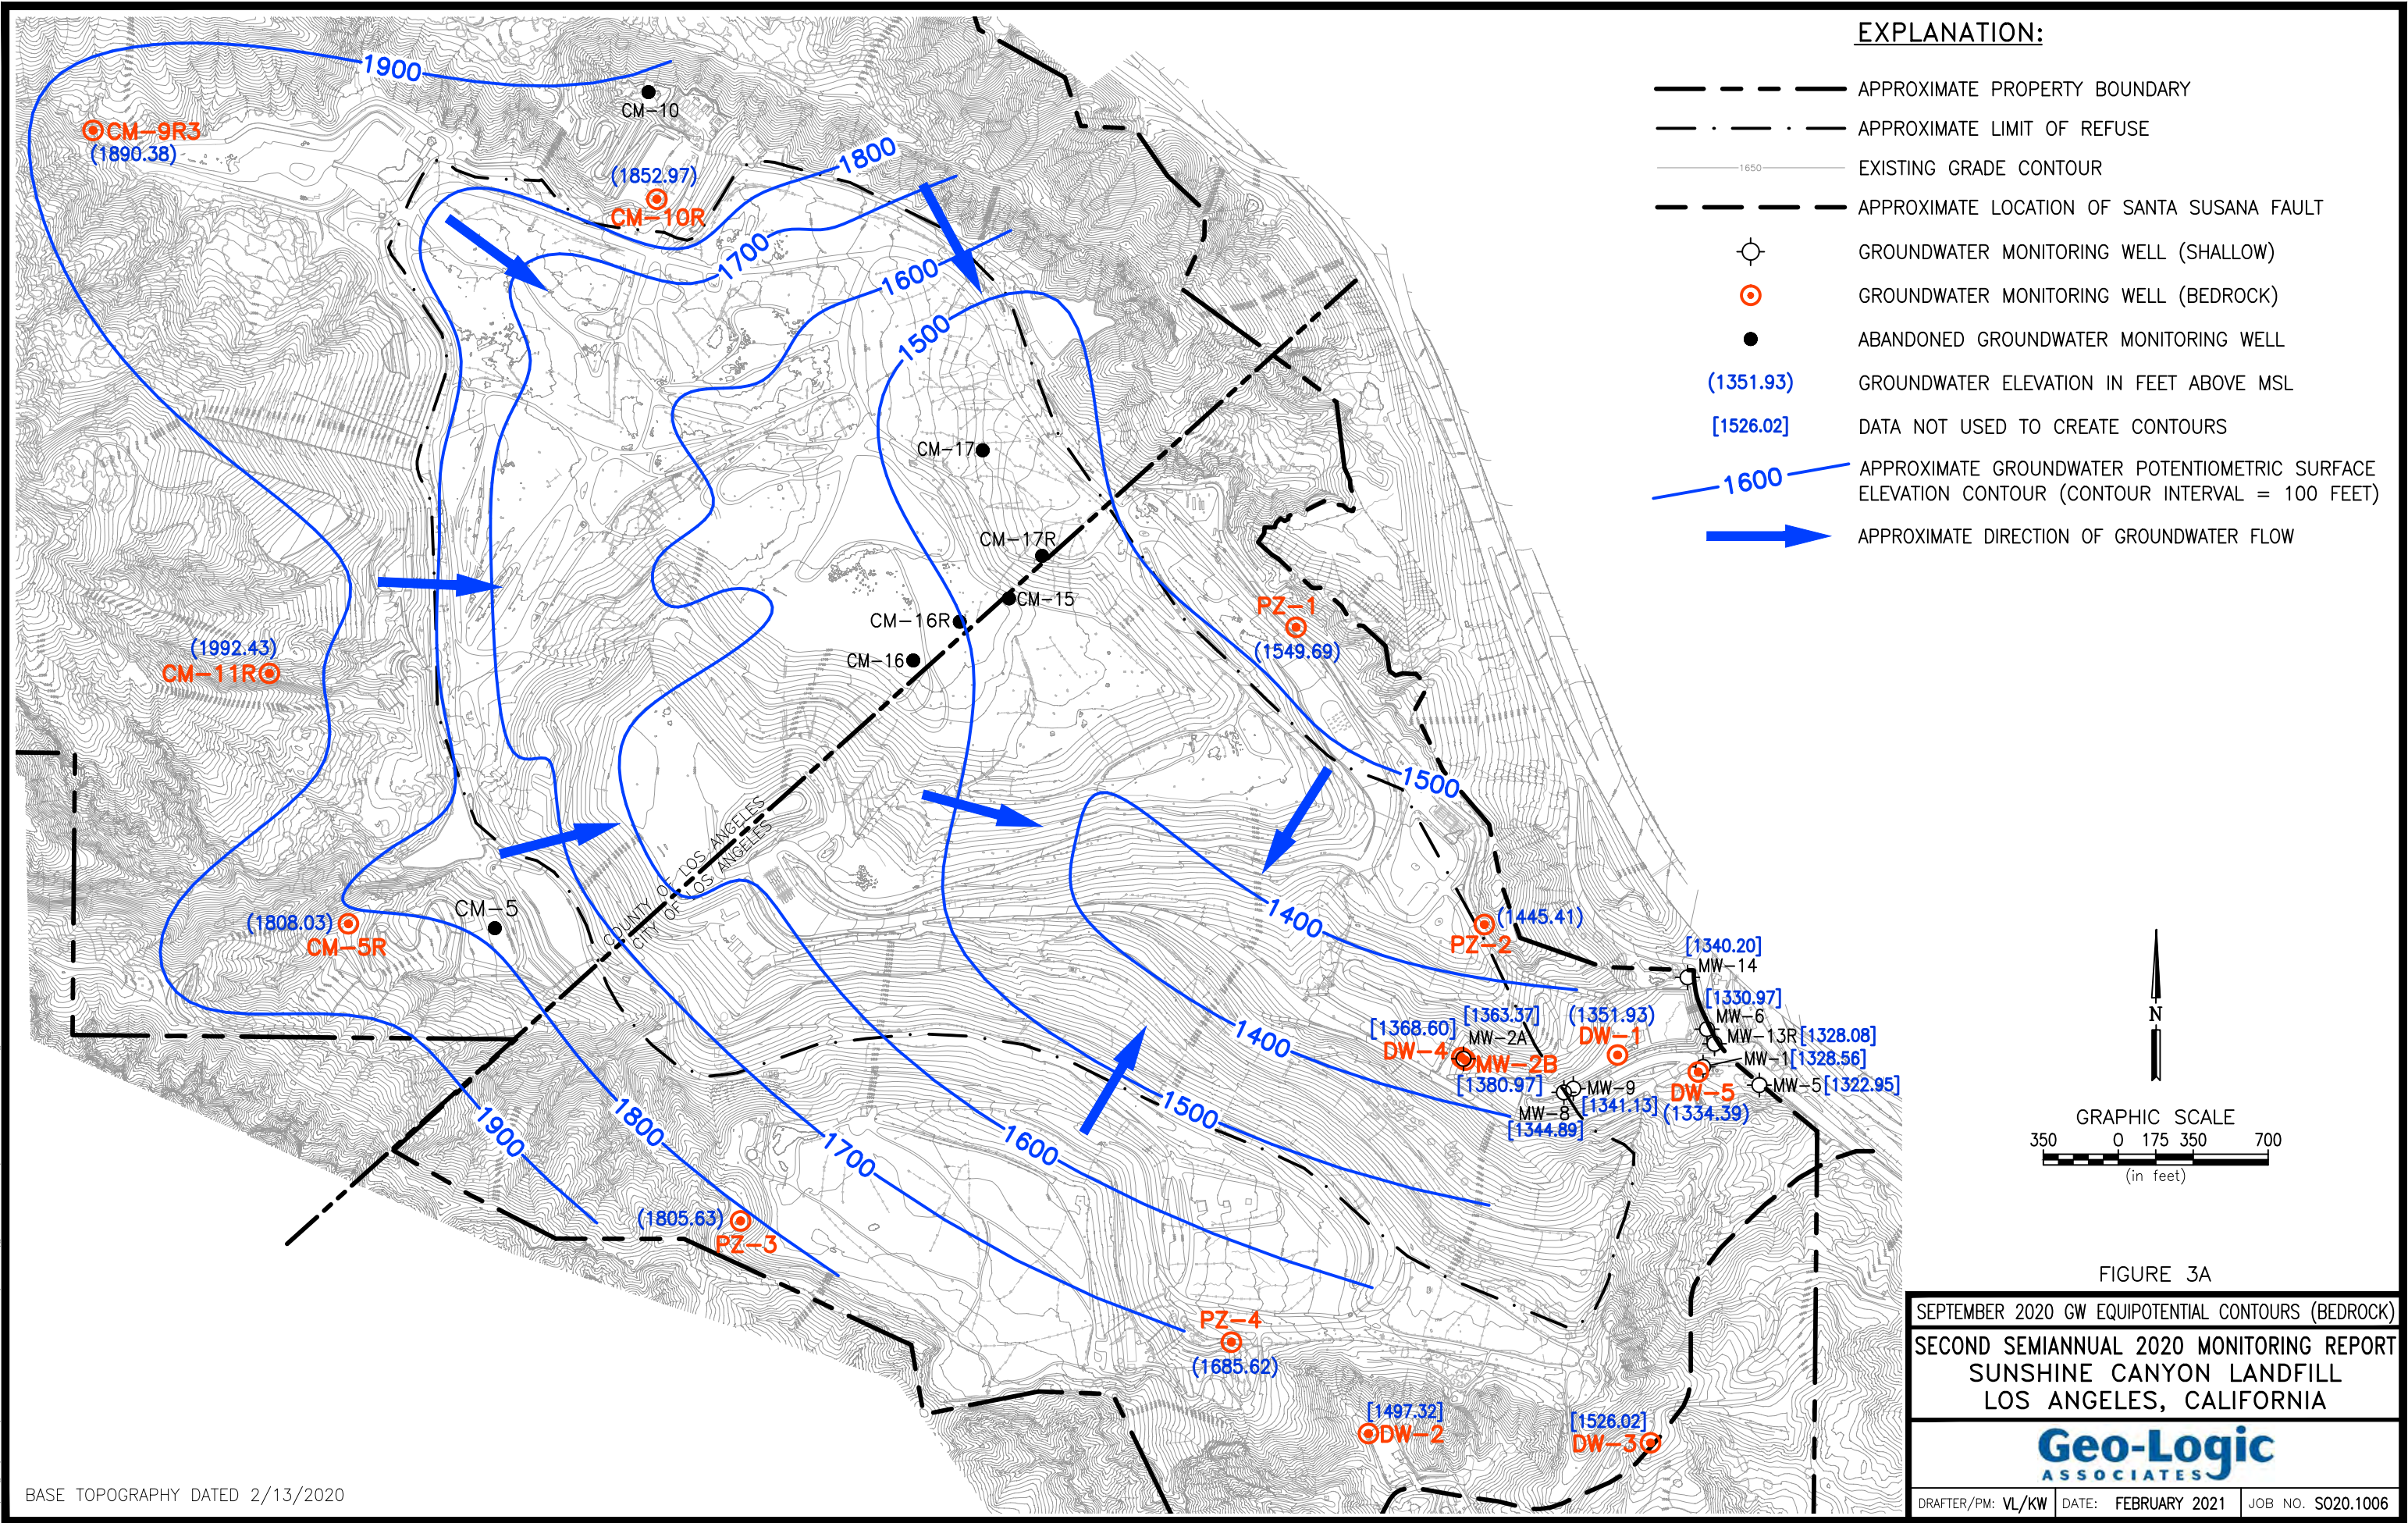 EXPLANATION:
APPROXIMATE PROPERTY BOUNDARY
APPROXIMATE LIMIT OF REFUSE
1650
EXISTING GRADE CONTOUR
APPROXIMATE LOCATION OF SANTA SUSANA FAULT
GROUNDWATER MONITORING WELL (SHALLOW)
GROUNDWATER MONITORING WELL (BEDROCK)
ABANDONED GROUNDWATER MONITORING WELL
(1351.93)
GROUNDWATER ELEVATION IN FEET ABOVE MSL
[1526.02]
DATA NOT USED TO CREATE CONTOURS
1600
APPROXIMATE GROUNDWATER POTENTIOMETRIC SURFACE
ELEVATION CONTOUR (CONTOUR INTERVAL = 100 FEET)
APPROXIMATE DIRECTION OF GROUNDWATER FLOW
1900
CM-10
CM-9R3
(1890.38)
1800
(1852.97)
CM-10R
1700
1600
1500
CM-17
CM-17R
CM-15
CM-16R
CM-16
PZ-1
(1549.69)
(1992.43)
CM-11R
1500
COUNTY OF LOS ANGELES
CITY OF LOS ANGELES
CM-5
(1808.03)
CM-5R
1400
(1445.41)
PZ-2
[1340.20]
MW-14
[1330.97]
MW-6
MW-13R [1328.08]
MW-1 [1328.56]
MW-5 [1322.95]
DW-5
(1334.39)
(1351.93)
DW-1
[1363.37]
MW-2A
[1368.60]
DW-4
MW-2B
[1380.97]
MW-9
[1341.13]
MW-8
[1344.89]
1400
1500
1600
1700
1800
1900
(1805.63)
PZ-3
PZ-4
(1685.62)
[1497.32]
DW-2
[1526.02]
DW-3
N
GRAPHIC SCALE
350 0 175 350 700
(in feet)
FIGURE 3A
SEPTEMBER 2020 GW EQUIPOTENTIAL CONTOURS (BEDROCK)
SECOND SEMIANNUAL 2020 MONITORING REPORT
SUNSHINE CANYON LANDFILL
LOS ANGELES, CALIFORNIA
Geo-Logic
ASSOCIATES
DRAFTER/PM: VL/KW DATE: FEBRUARY 2021 JOB NO. SO20.1006
BASE TOPOGRAPHY DATED 2/13/2020